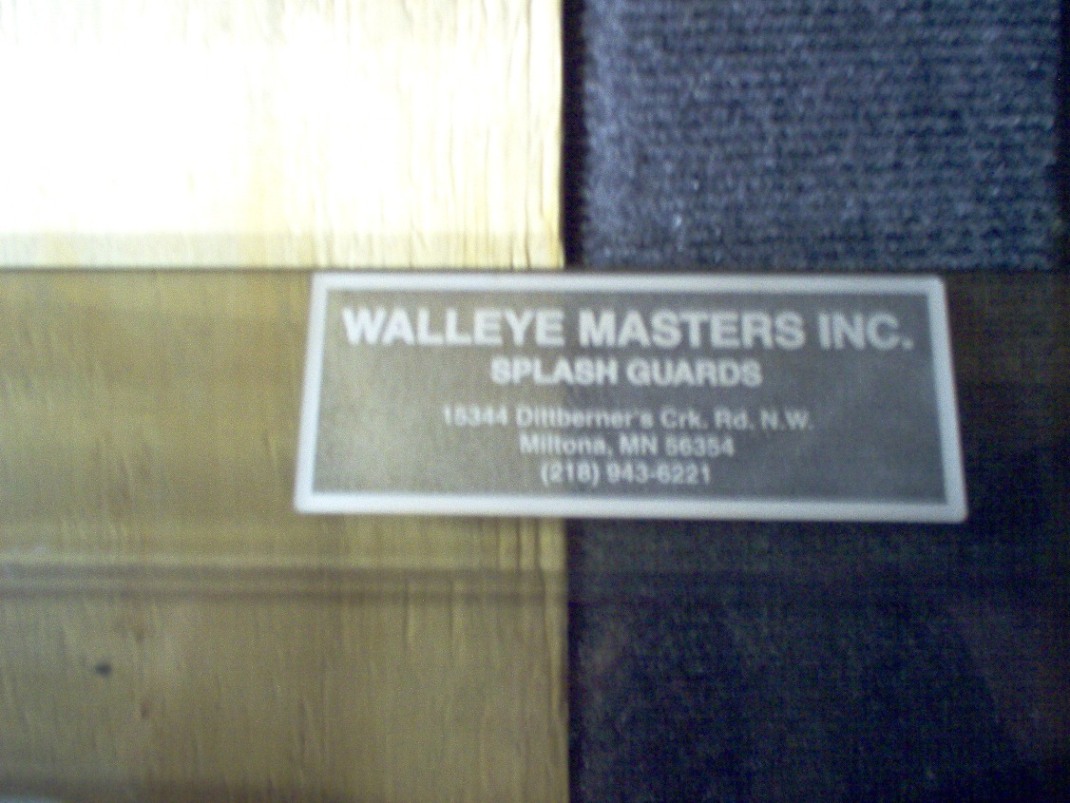 WALLEYE MASTERS INC.
SPLASH GUARDS
15344 Dittberner's Crk. Rd. N.W.
Miltona, MN 56354
(218) 943-6221